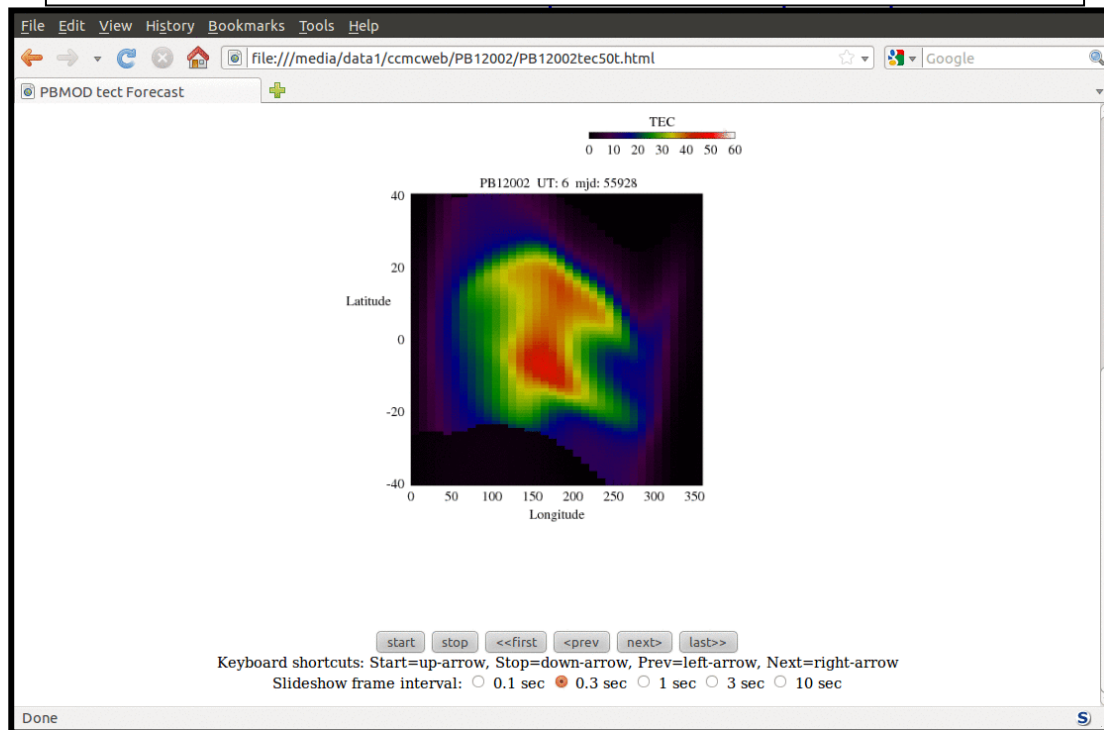 File Edit View History Bookmarks Tools Help
file:///media/data1/ccmcweb/PB12002/PB12002tec50t.html
Google
PBMOD tect Forecast
TEC
0 10 20 30 40 50 60
PB12002 UT: 6 mjd: 55928
40
20
Latitude
0
-20
-40
0 50 100 150 200 250 300 350
Longitude
start stop <<first <prev next> last>>
Keyboard shortcuts: Start=up-arrow, Stop=down-arrow, Prev=left-arrow, Next=right-arrow
Slideshow frame interval: 0.1 sec 0.3 sec 1 sec 3 sec 10 sec
Done
S